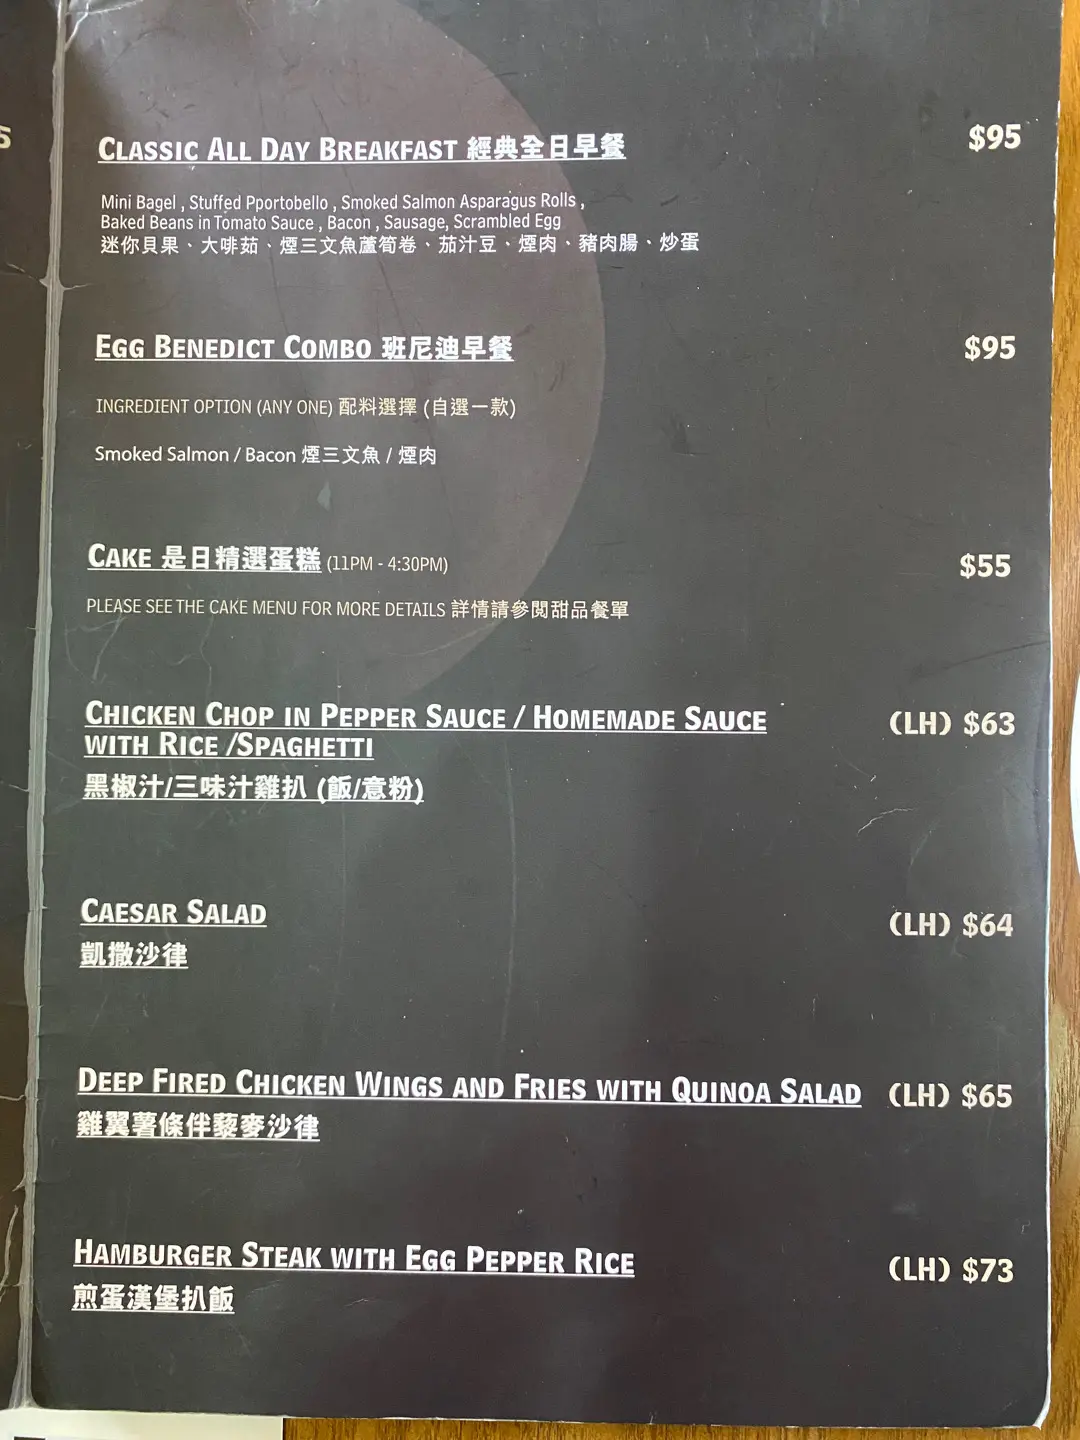 5
CLASSIC ALL DAY BREAKFAST 經典全日早餐
$95
Mini Bagel , Stuffed Pportobello , Smoked Salmon Asparagus Rolls ,
Baked Beans in Tomato Sauce , Bacon , Sausage, Scrambled Egg
迷你貝果、大啡茹、煙三文魚蘆筍卷、茄汁豆、煙肉、豬肉腸、炒蛋
EGG BENEDICT COMBO 班尼迪早餐
$95
INGREDIENT OPTION (ANY ONE) 配料選擇 (自選一款)
Smoked Salmon / Bacon 煙三文魚 / 煙肉
CAKE 是日精選蛋糕 (11PM - 4:30PM)
$55
PLEASE SEE THE CAKE MENU FOR MORE DETAILS 詳情請參閱甜品餐單
CHICKEN CHOP IN PEPPER SAUCE / HOMEMADE SAUCE
(LH) $63
WITH RICE /SPAGHETTI
黑椒汁/三味汁雞扒 (飯/意粉)
CAESAR SALAD
(LH) $64
凱撒沙律
DEEP FIRED CHICKEN WINGS AND FRIES WITH QUINOA SALAD
(LH) $65
雞翼薯條伴藜麥沙律
HAMBURGER STEAK WITH EGG PEPPER RICE
(LH) $73
煎蛋漢堡扒飯